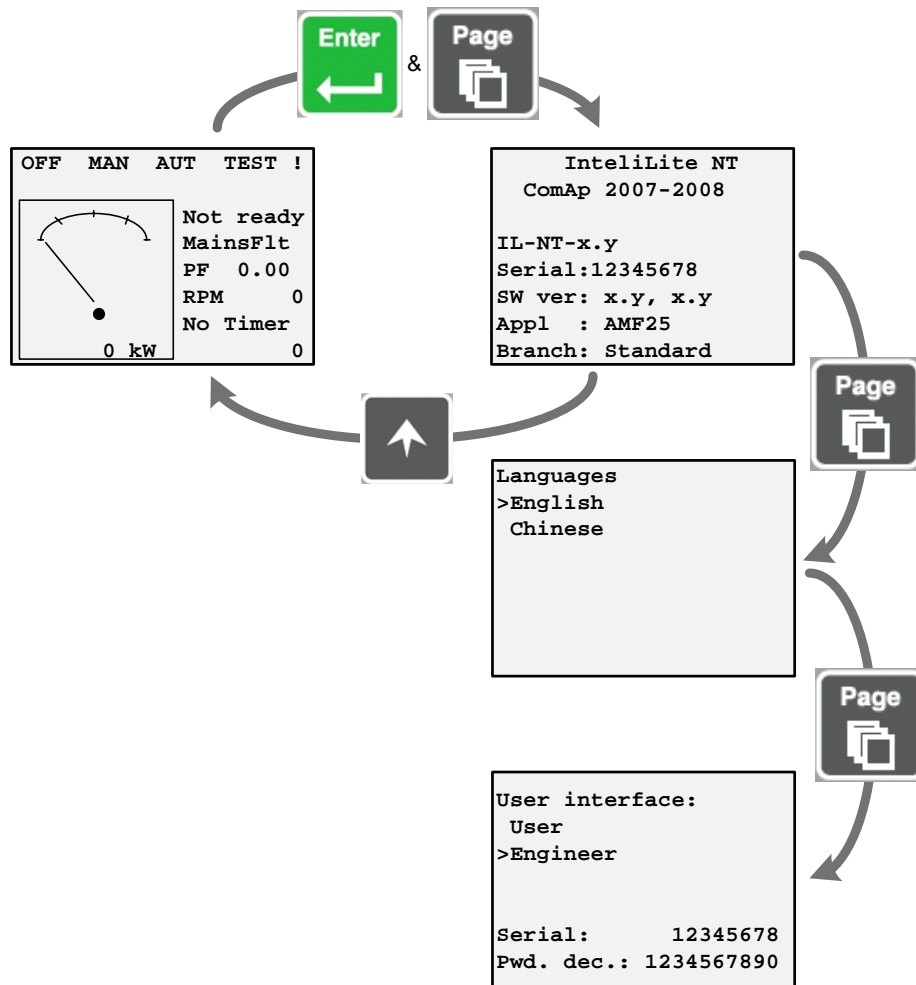 Enter
&
Page
OFF MAN AUT TEST !
Not ready
MainsFlt
PF 0.00
RPM 0
No Timer
0 kW 0
InteliLite NT
ComAp 2007-2008
IL-NT-x.y
Serial:12345678
SW ver: x.y, x.y
Appl : AMF25
Branch: Standard
Page
Languages
>English
Chinese
Page
User interface:
User
>Engineer
Serial: 12345678
Pwd. dec.: 1234567890